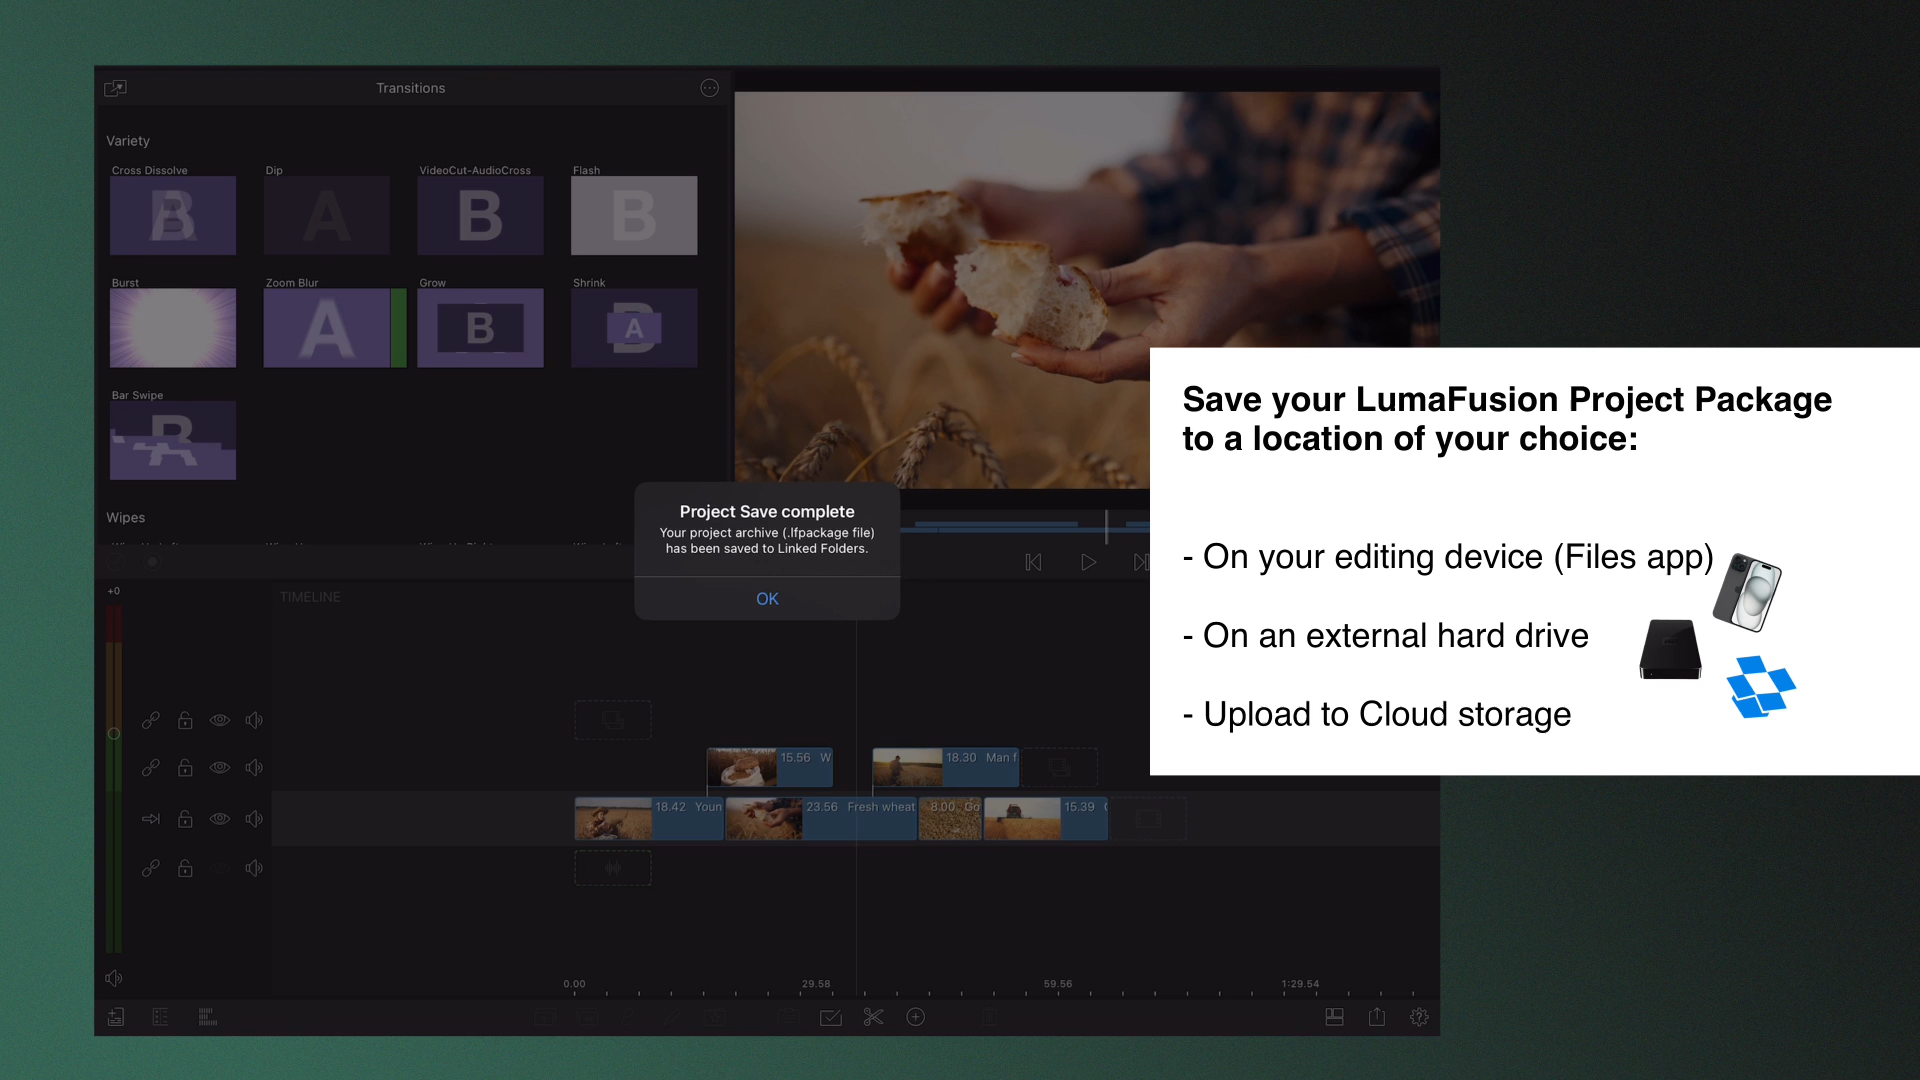 Transitions
Variety
Cross Dissolve
Dip
VideoCut-AudioCross
Flash
B
A
B
B
Burst
Zoom Blur
Grow
Shrink
A
B
A
Bar Swipe
Wipes
Project Save complete
Your project archive (.lfpackage file)
has been saved to Linked Folders.
OK
Save your LumaFusion Project Package
to a location of your choice:
- On your editing device (Files app)
- On an external hard drive
- Upload to Cloud storage
+0
TIMELINE
15.56 W
18.30 Man f
18.42 Youn
23.56 Fresh wheat
8.00 Go
15.39
0.00
29.58
59.56
1:29.54